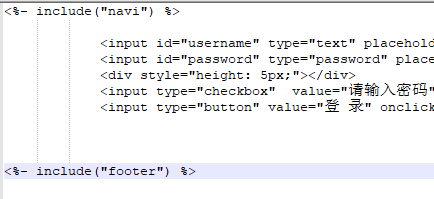 <%- include("navi") %>
<input id="username" type="text" placehold
<input id="password" type="password" place
<div style="height: 5px;"></div>
<input type="checkbox"  value="请输入密码"
<input type="button" value="登 录" onclick
<%- include("footer") %>